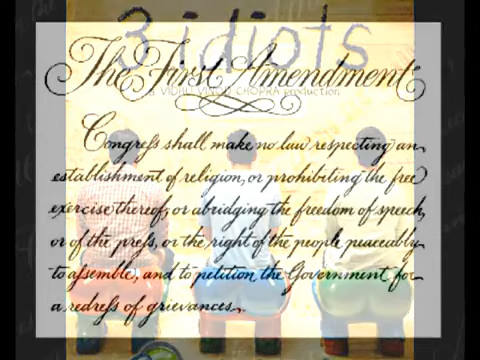 3 idiots
The First Amendment
a VIDHU VINOD CHOPRA production
Congress shall make no law respecting an
establishment of religion, or prohibiting the free
exercise thereof; or abridging the freedom of speech,
or of the press, or the right of the people peaceably
to assemble, and to petition the Government for
a redress of grievances.